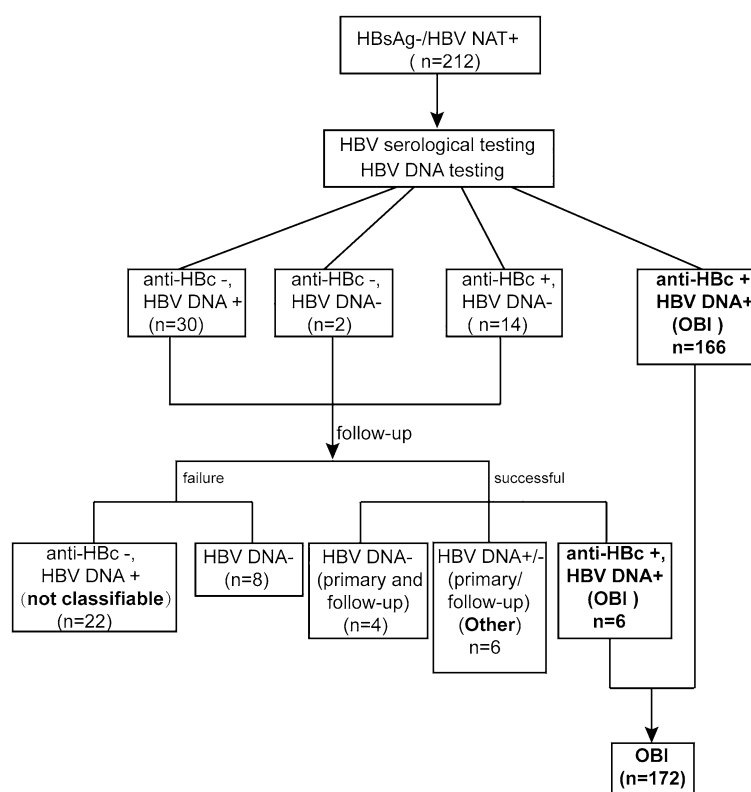 HBsAg-/HBV NAT+
( n=212)
HBV serological testing
HBV DNA testing
anti-HBc -,
HBV DNA +
(n=30)
anti-HBc -,
HBV DNA-
(n=2)
anti-HBc +,
HBV DNA-
( n=14)
anti-HBc +
HBV DNA+
(OBI )
n=166
follow-up
failure
successful
anti-HBc -,
HBV DNA +
(not classifiable)
(n=22)
HBV DNA-
(n=8)
HBV DNA-
(primary and
follow-up)
(n=4)
HBV DNA+/-
(primary/
follow-up)
(Other)
n=6
anti-HBc +,
HBV DNA+
(OBI )
n=6
OBI
(n=172)